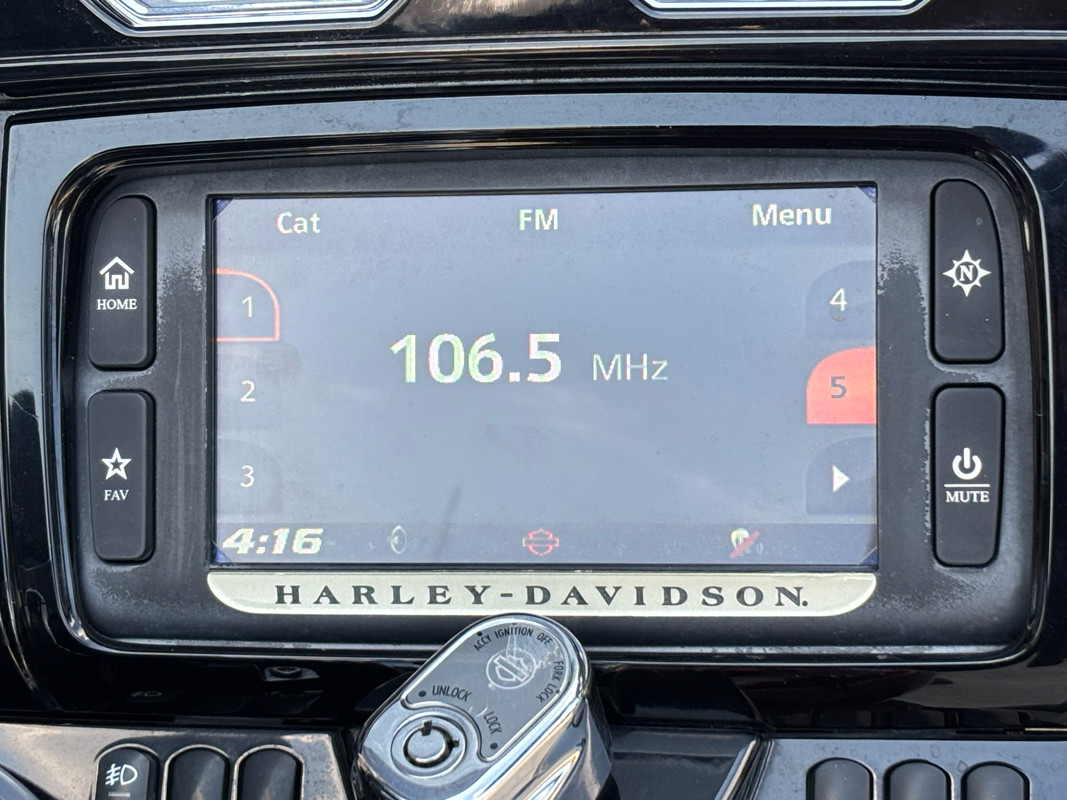 Cat FM Menu
HOME
1
4
N
106.5 MHz
2
5
3
FAV
MUTE
4:16
HARLEY-DAVIDSON.
ACCY IGNITION OFF
FORK LOCK
UNLOCK
LOCK